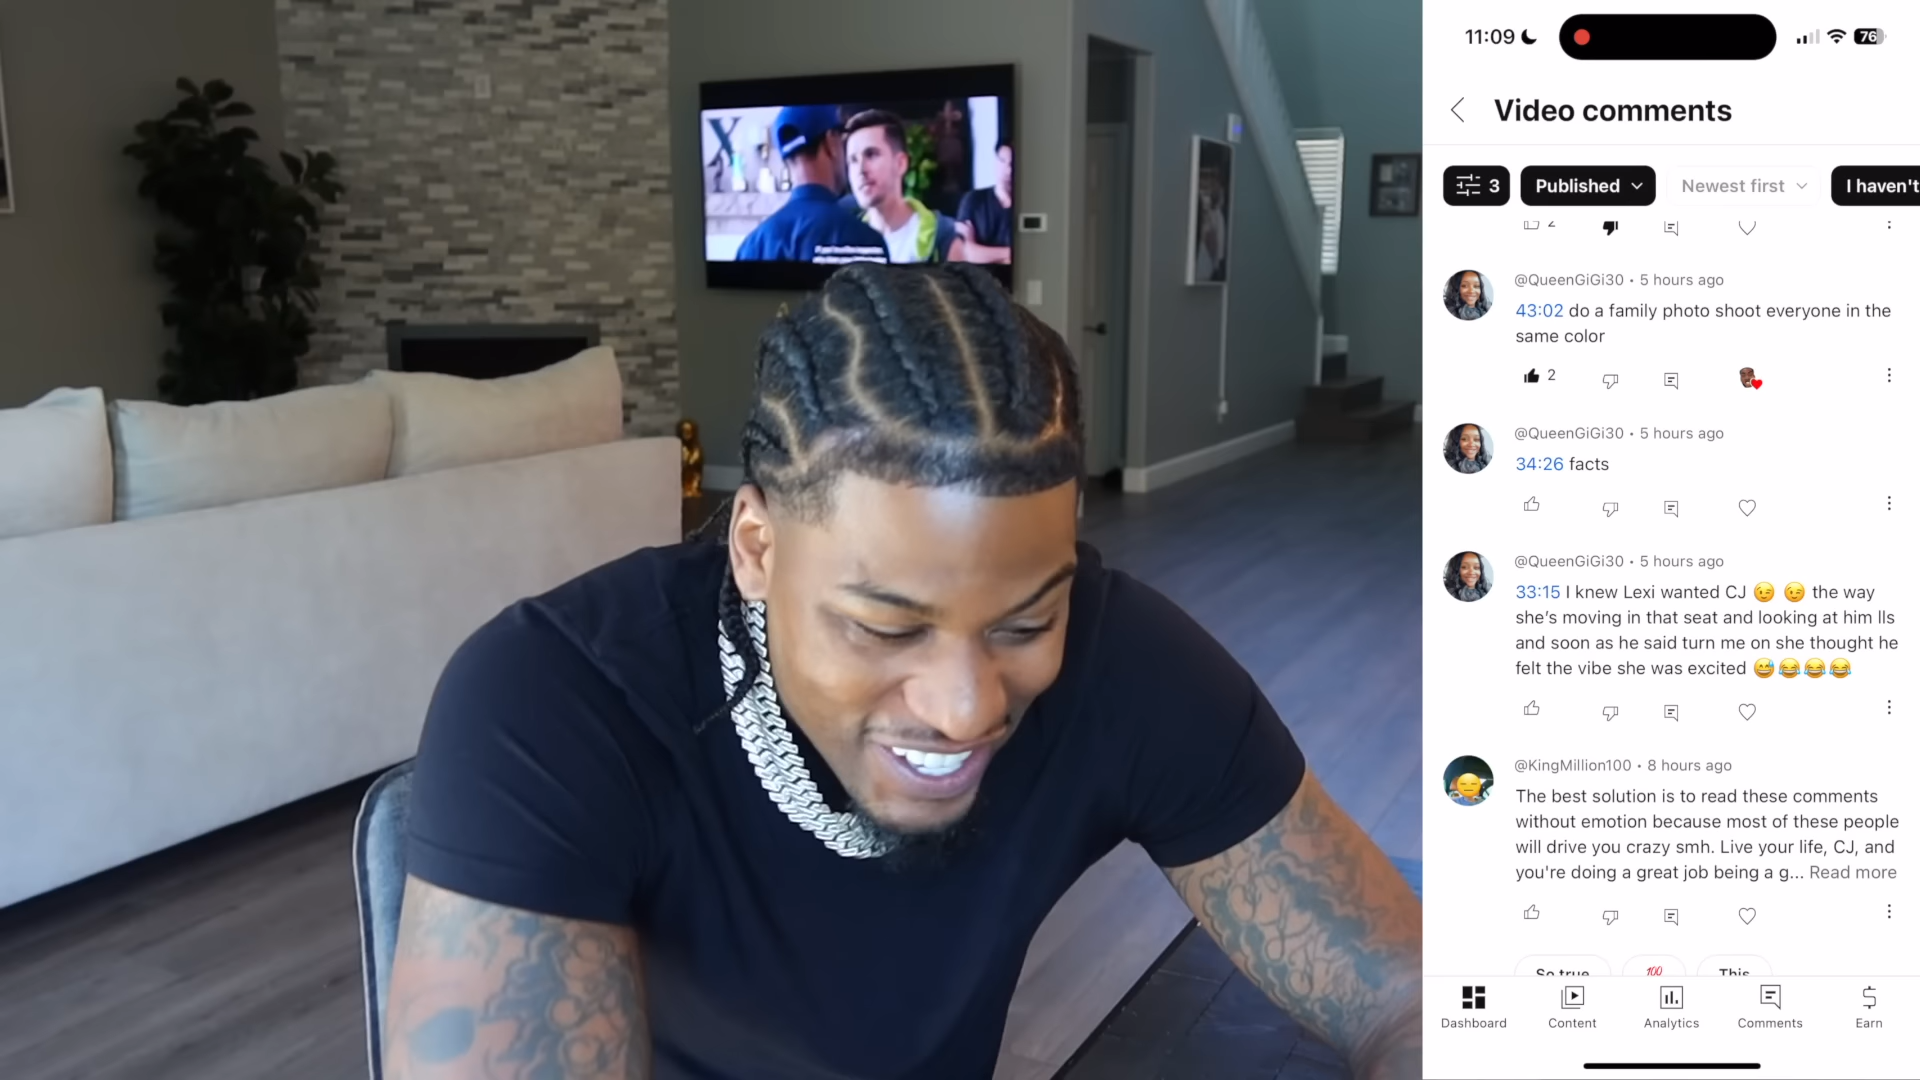 X
11:09
76
Video comments
3
Published
Newest first
I haven't
2
@QueenGiGi30 • 5 hours ago
43:02 do a family photo shoot everyone in the
same color
2
@QueenGiGi30 • 5 hours ago
34:26 facts
@QueenGiGi30 • 5 hours ago
33:15 I knew Lexi wanted CJ 😉 😉 the way
she’s moving in that seat and looking at him lls
and soon as he said turn me on she thought he
felt the vibe she was excited 😅😂😂😂
@KingMillion100 • 8 hours ago
The best solution is to read these comments
without emotion because most of these people
will drive you crazy smh. Live your life, CJ, and
you're doing a great job being a g... Read more
So true
💯
This
Dashboard
Content
Analytics
Comments
Earn